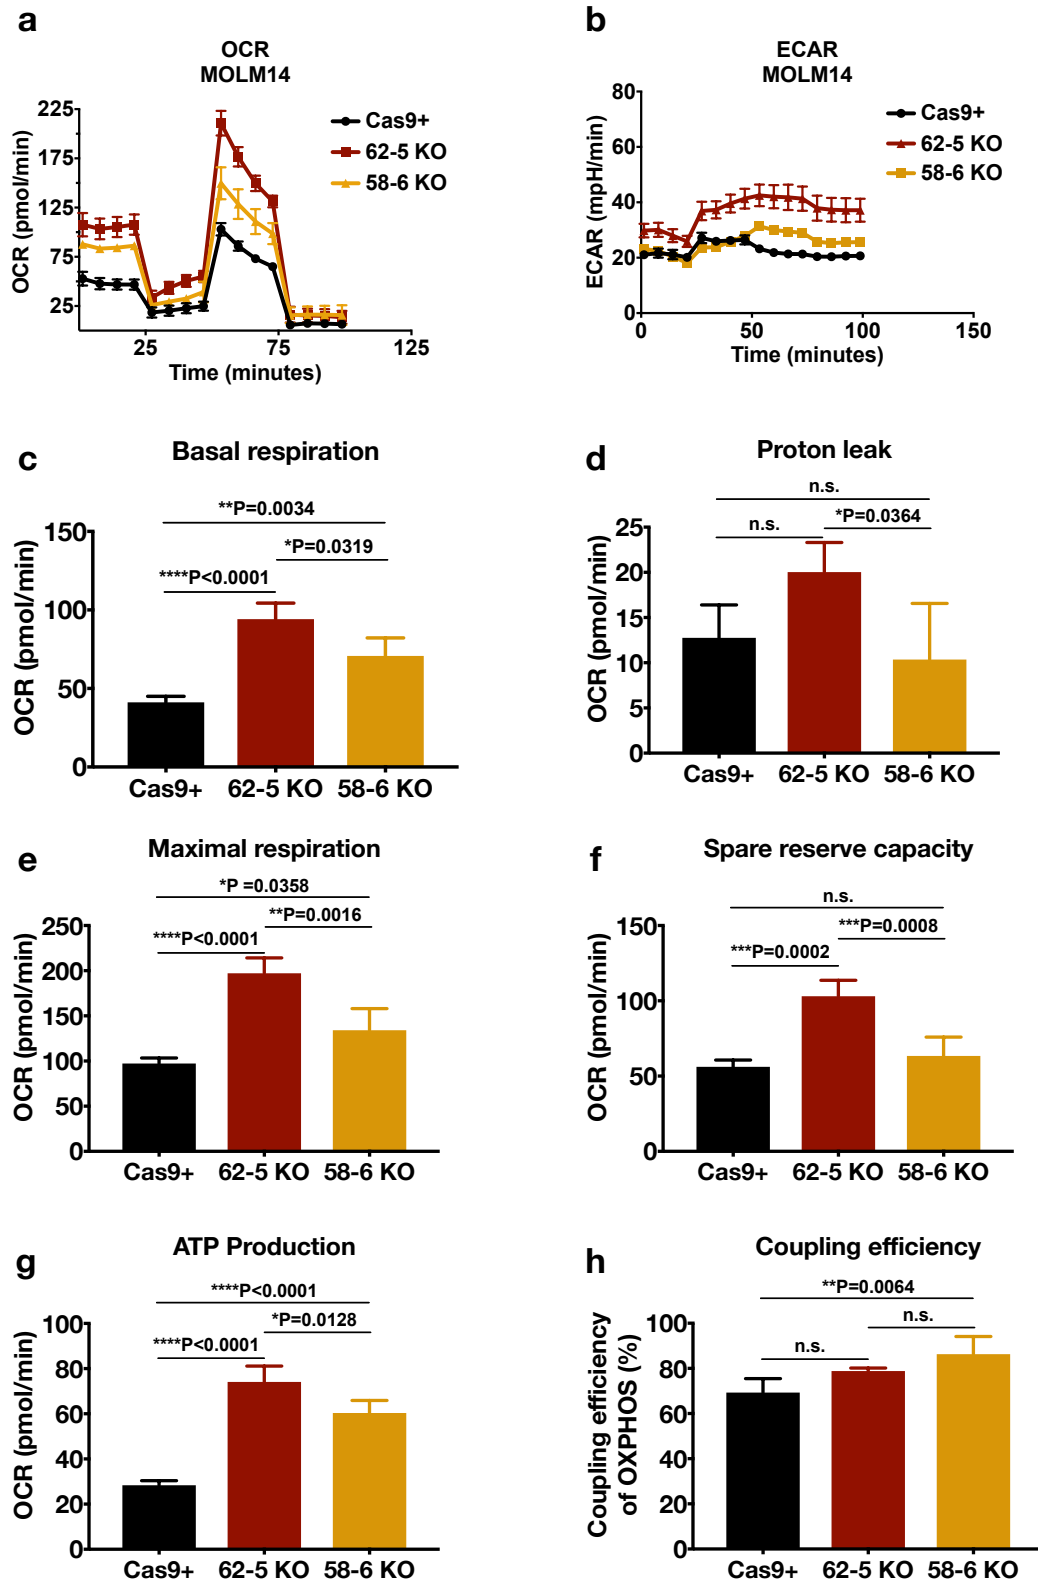 a
OCR
MOLM14
225
175
125
75
25
OCR (pmol/min)
25
75
125
Time (minutes)
Cas9+
62-5 KO
58-6 KO
b
ECAR
MOLM14
80
60
40
20
0
ECAR (mpH/min)
0
50
100
150
Time (minutes)
Cas9+
62-5 KO
58-6 KO
c
Basal respiration
**P=0.0034
*P=0.0319
****P<0.0001
150
100
50
0
OCR (pmol/min)
Cas9+
62-5 KO
58-6 KO
d
Proton leak
n.s.
*P=0.0364
n.s.
25
20
15
10
5
0
OCR (pmol/min)
Cas9+
62-5 KO
58-6 KO
e
Maximal respiration
*P =0.0358
**P=0.0016
****P<0.0001
250
200
150
100
50
0
OCR (pmol/min)
Cas9+
62-5 KO
58-6 KO
f
Spare reserve capacity
n.s.
***P=0.0008
***P=0.0002
150
100
50
0
OCR (pmol/min)
Cas9+
62-5 KO
58-6 KO
g
ATP Production
****P<0.0001
*P=0.0128
****P<0.0001
100
80
60
40
20
0
OCR (pmol/min)
Cas9+
62-5 KO
58-6 KO
h
Coupling efficiency
**P=0.0064
n.s.
n.s.
100
80
60
40
20
0
Coupling efficiency
of OXPHOS (%)
Cas9+
62-5 KO
58-6 KO